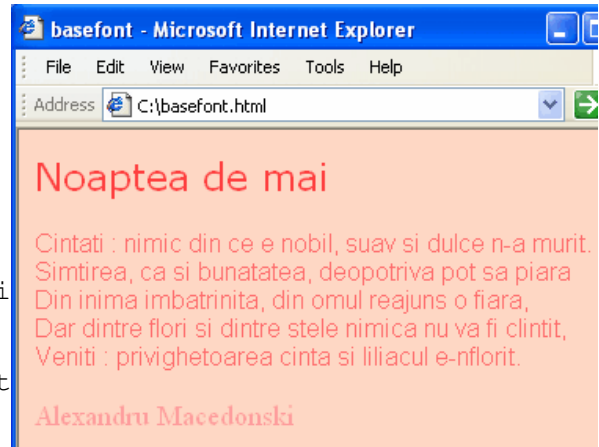 basefont - Microsoft Internet Explorer
File Edit View Favorites Tools Help
Address C:\basefont.html
Noaptea de mai
Cintati : nimic din ce e nobil, suav si dulce n-a murit.
Simtirea, ca si bunatatea, deopotriva pot sa piara
i
Din inima imbatrinita, din omul reajuns o fiara,
Dar dintre flori si dintre stele nimica nu va fi clintit,
Veniti : privighetoarea cinta si liliacul e-nflorit.
t
Alexandru Macedonski